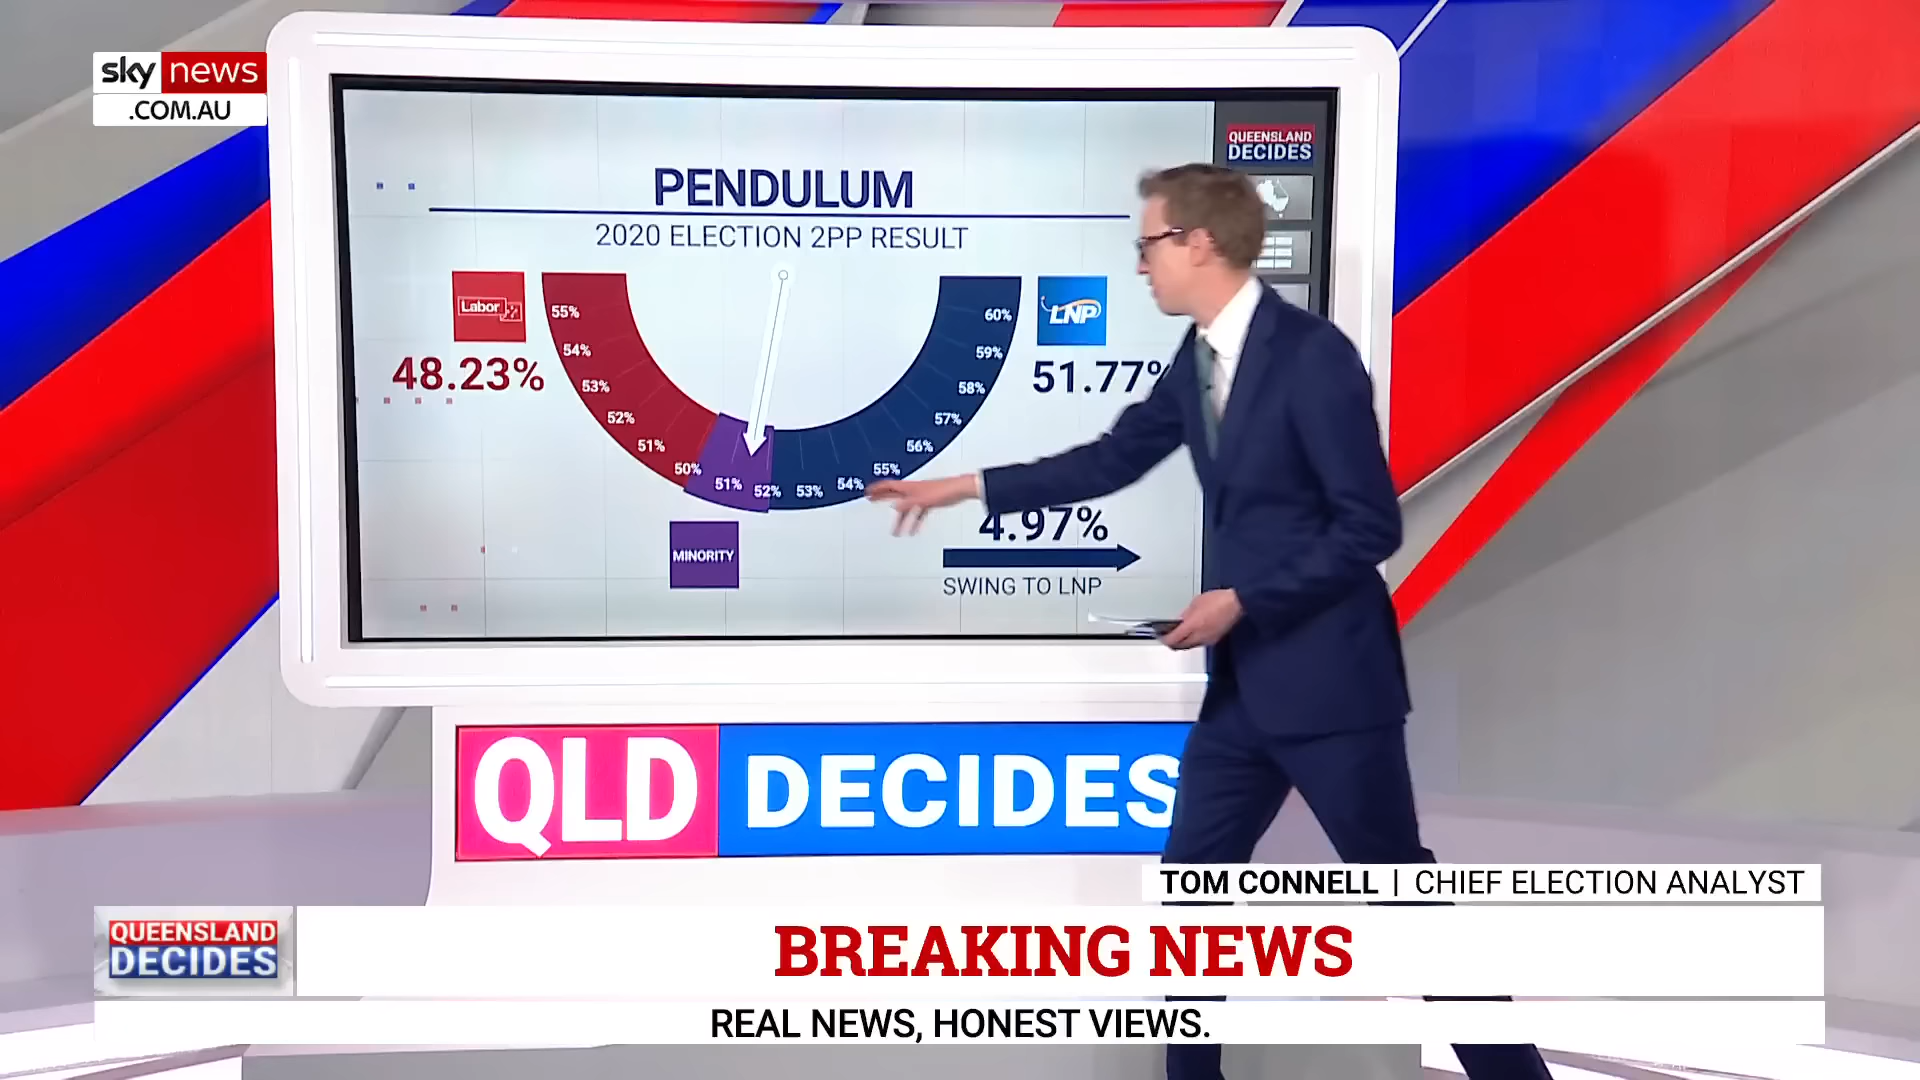 sky news
.COM.AU
QUEENSLAND
DECIDES
PENDULUM
2020 ELECTION 2PP RESULT
Labor
48.23%
55%
54%
53%
52%
51%
50%
51%
52%
53%
54%
55%
56%
57%
58%
59%
60%
LNP
51.77%
MINORITY
4.97%
SWING TO LNP
QLD DECIDES
TOM CONNELL | CHIEF ELECTION ANALYST
QUEENSLAND
DECIDES
BREAKING NEWS
REAL NEWS, HONEST VIEWS.